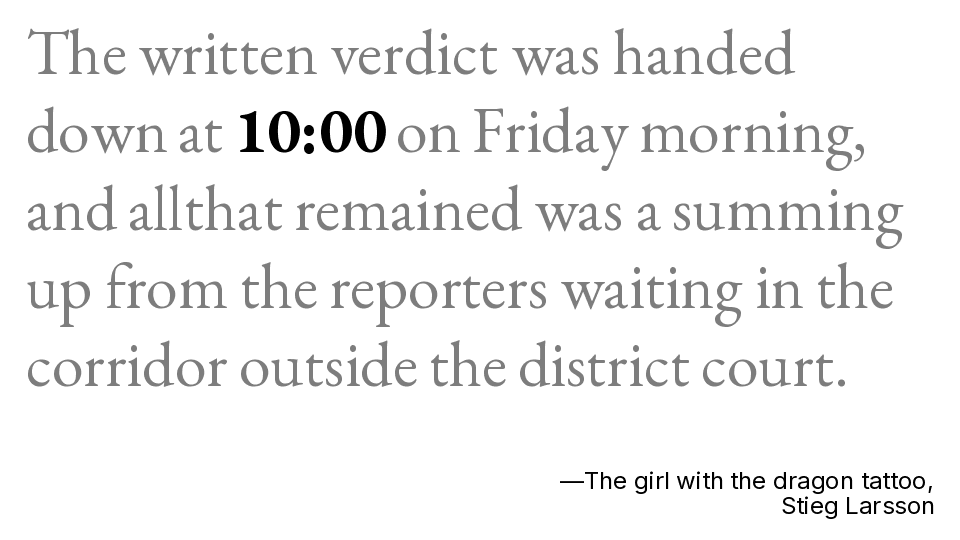 The written verdict was handed
down at 10:00 on Friday morning,
and allthat remained was a summing
up from the reporters waiting in the
corridor outside the district court.
—The girl with the dragon tattoo,
Stieg Larsson